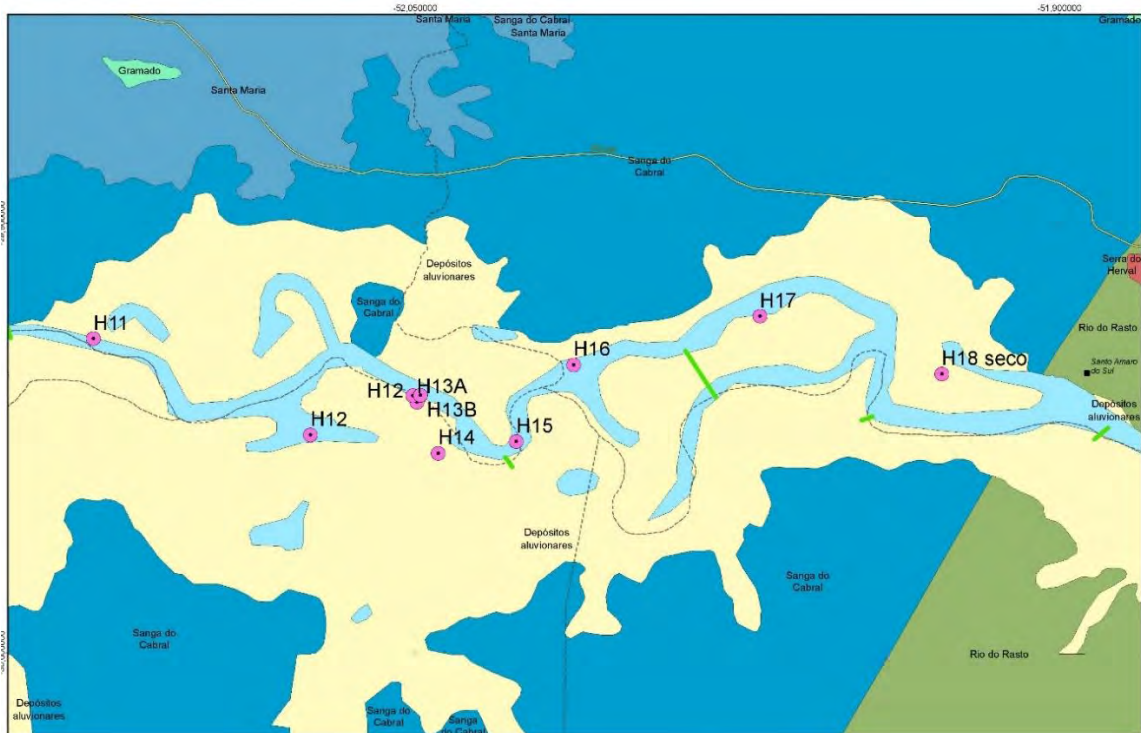 -52,050000
-51,900000
Santa Maria
Sanga do Cabral
Santa Maria
Gramado
Gramado
Santa Maria
Sanga do
Cabral
Depósitos
aluvionares
Serra do
Herval
Sanga do
Cabral
H17
H11
Rio do Rasto
H16
H18 seco
Santo Amaro
do Sul
H12
H13A
H13B
Depósitos
aluvionares
H12
H15
H14
Depósitos
aluvionares
Sanga do
Cabral
Sanga do
Cabral
Rio do Rasto
Depósitos
aluvionares
Sanga do
Cabral
Sanga do
Cabral